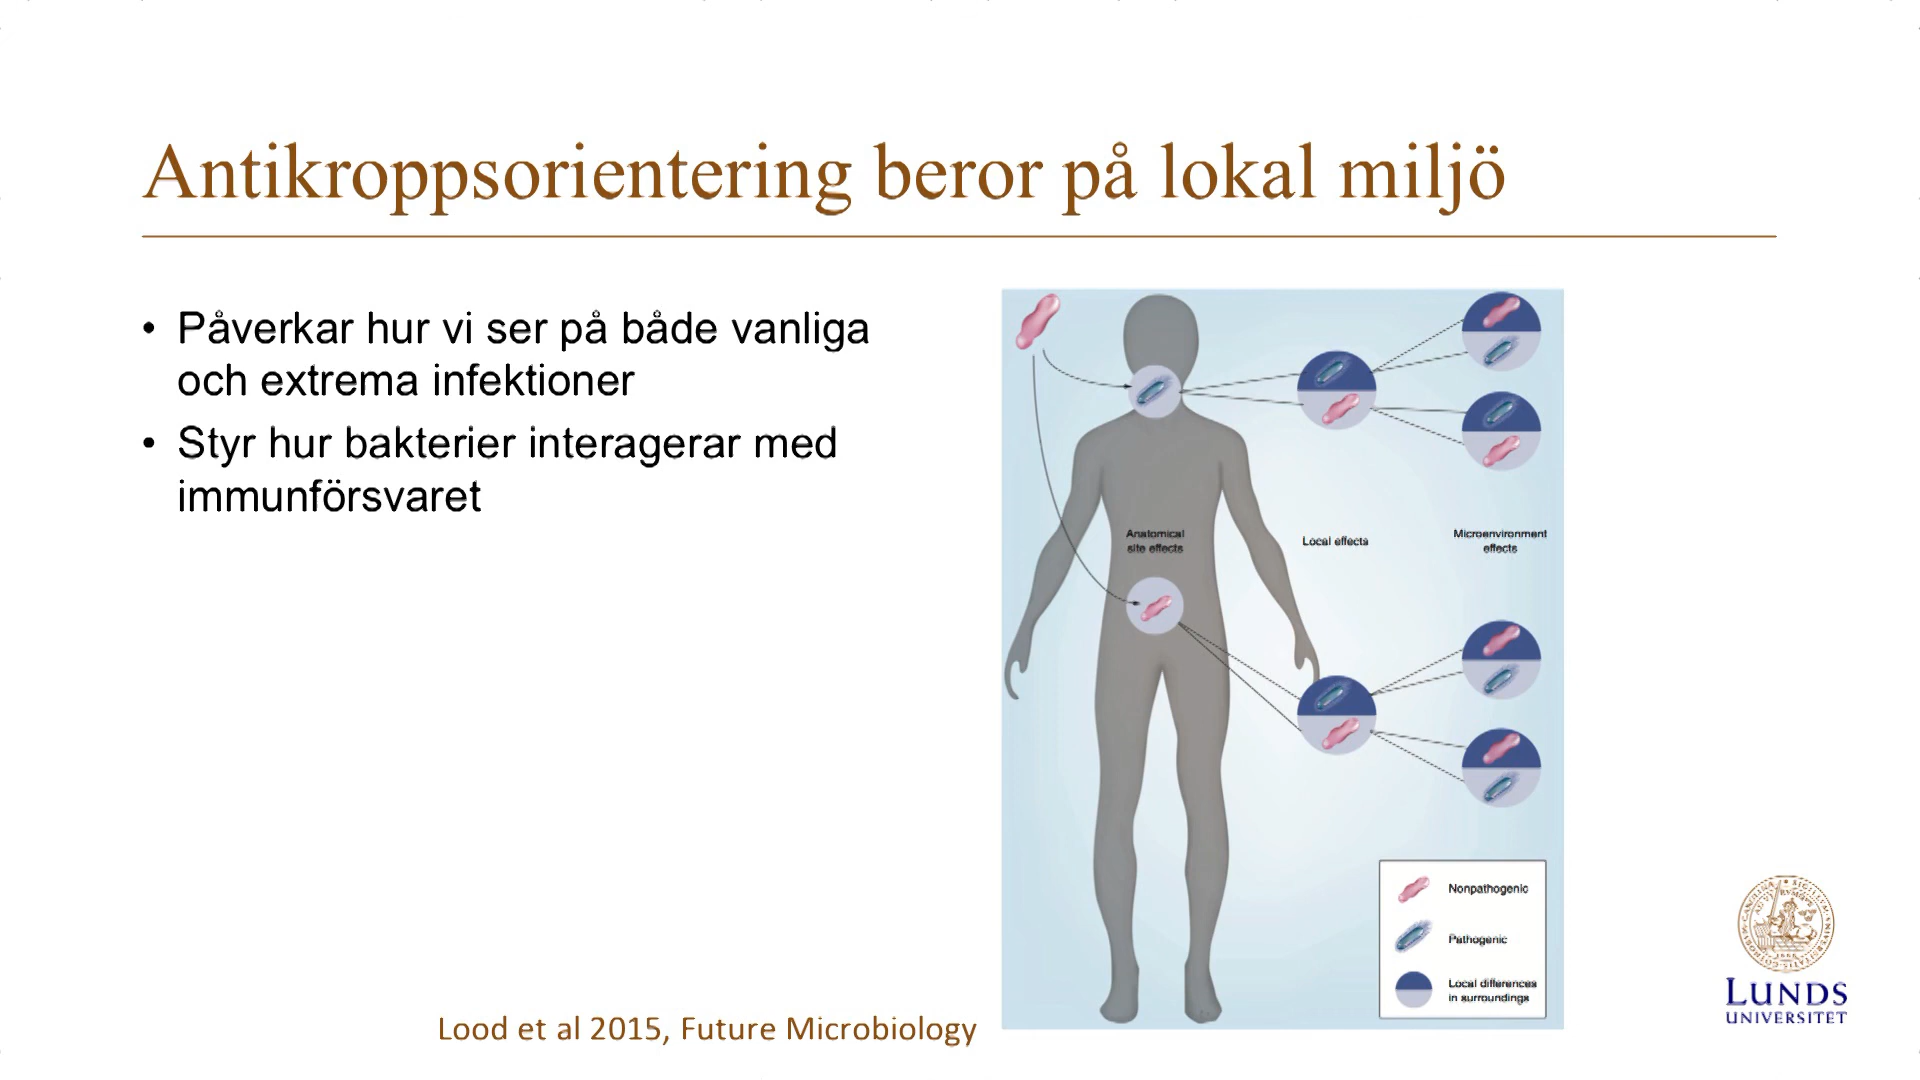 Antikroppsorientering beror på lokal miljö
• Påverkar hur vi ser på både vanliga
och extrema infektioner
• Styr hur bakterier interagerar med
immunförsvaret
Anatomical
site effects
Local effects
Microenvironment
effects
Nonpathogenic
Pathogenic
Local differences
in surroundings
Lood et al 2015, Future Microbiology
LUNDS
UNIVERSITET